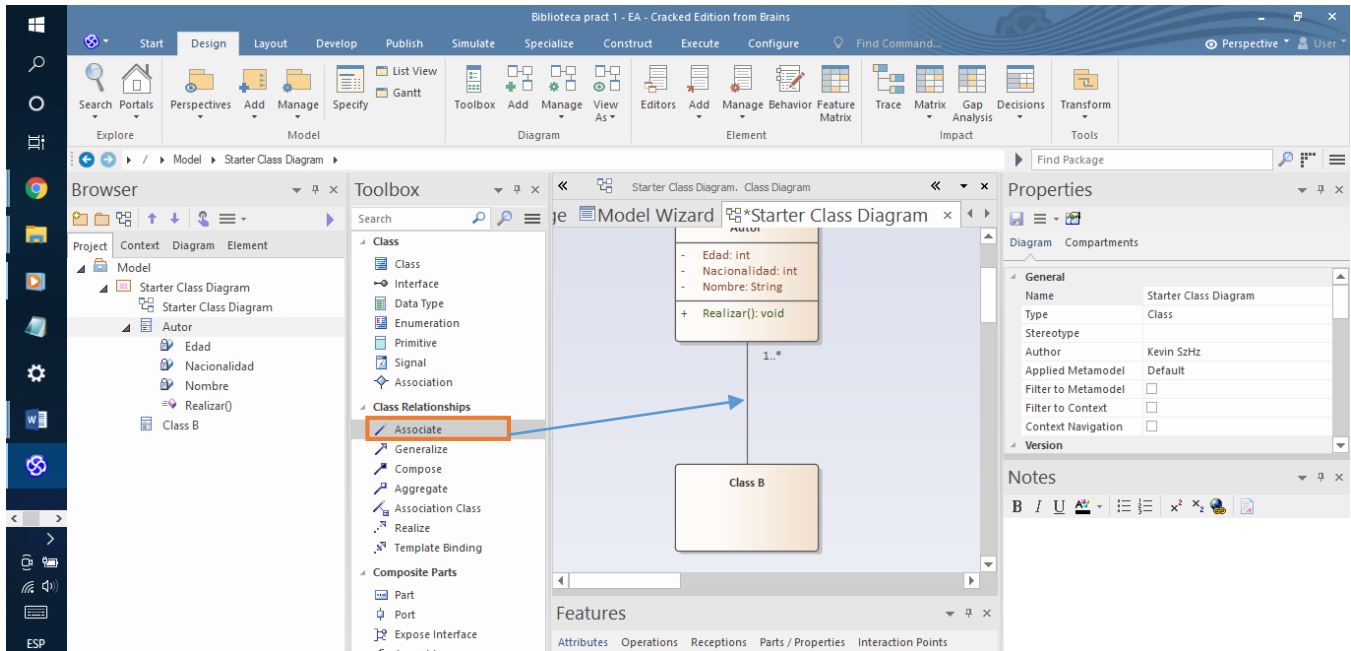 Biblioteca pract 1 - EA - Cracked Edition from Brains
Start Design Layout Develop Publish Simulate Specialize Construct Execute Configure Find Command... Perspective User
List View
Gantt
Search Portals Perspectives Add Manage Specify Toolbox Add Manage View As Editors Add Manage Behavior Feature Matrix Trace Matrix Gap Analysis Decisions Transform
Explore Model Diagram Element Impact Tools
/ Model Starter Class Diagram
Find Package
Browser
Project Context Diagram Element
Model
Starter Class Diagram
Starter Class Diagram
Autor
Edad
Nacionalidad
Nombre
Realizar()
Class B
Toolbox
Search
Class
Class
Interface
Data Type
Enumeration
Primitive
Signal
Association
Class Relationships
Associate
Generalize
Compose
Aggregate
Association Class
Realize
Template Binding
Composite Parts
Part
Port
Expose Interface
Starter Class Diagram. Class Diagram
ge Model Wizard *Starter Class Diagram ×
Autor
- Edad: int
- Nacionalidad: int
- Nombre: String
+ Realizar(): void
1..*
Class B
Features
Attributes Operations Receptions Parts / Properties Interaction Points
Properties
Diagram Compartments
General
Name Starter Class Diagram
Type Class
Stereotype
Author Kevin SzHz
Applied Metamodel Default
Filter to Metamodel
Filter to Context
Context Navigation
Version
Notes
B I U x² x₂
ESP